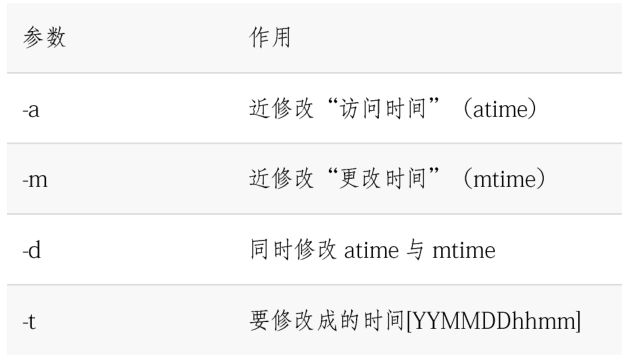 参数 作用
-a 近修改“访问时间”（atime）
-m 近修改“更改时间”（mtime）
-d 同时修改 atime 与 mtime
-t 要修改成的时间[YYMMDDhhmm]